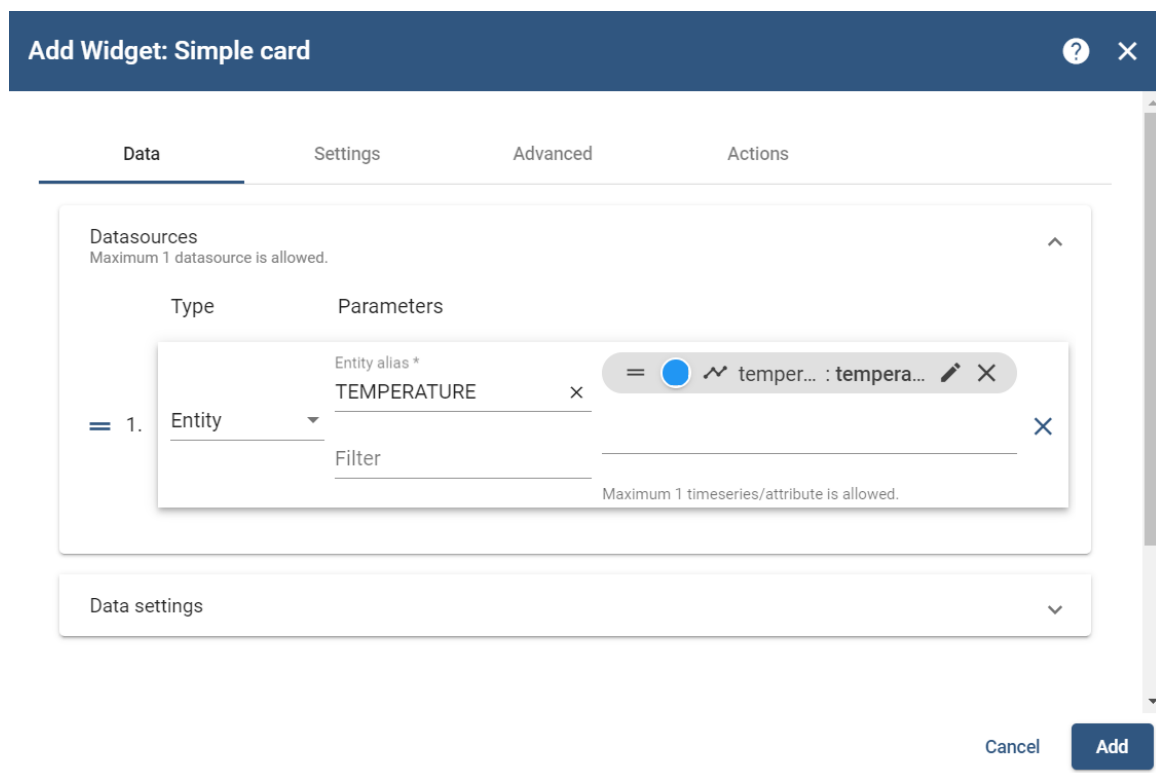 Add Widget: Simple card
Data Settings Advanced Actions
Datasources
Maximum 1 datasource is allowed.
Type Parameters
Entity alias *
TEMPERATURE
temper... : tempera...
1. Entity
Filter
Maximum 1 timeseries/attribute is allowed.
Data settings
Cancel Add